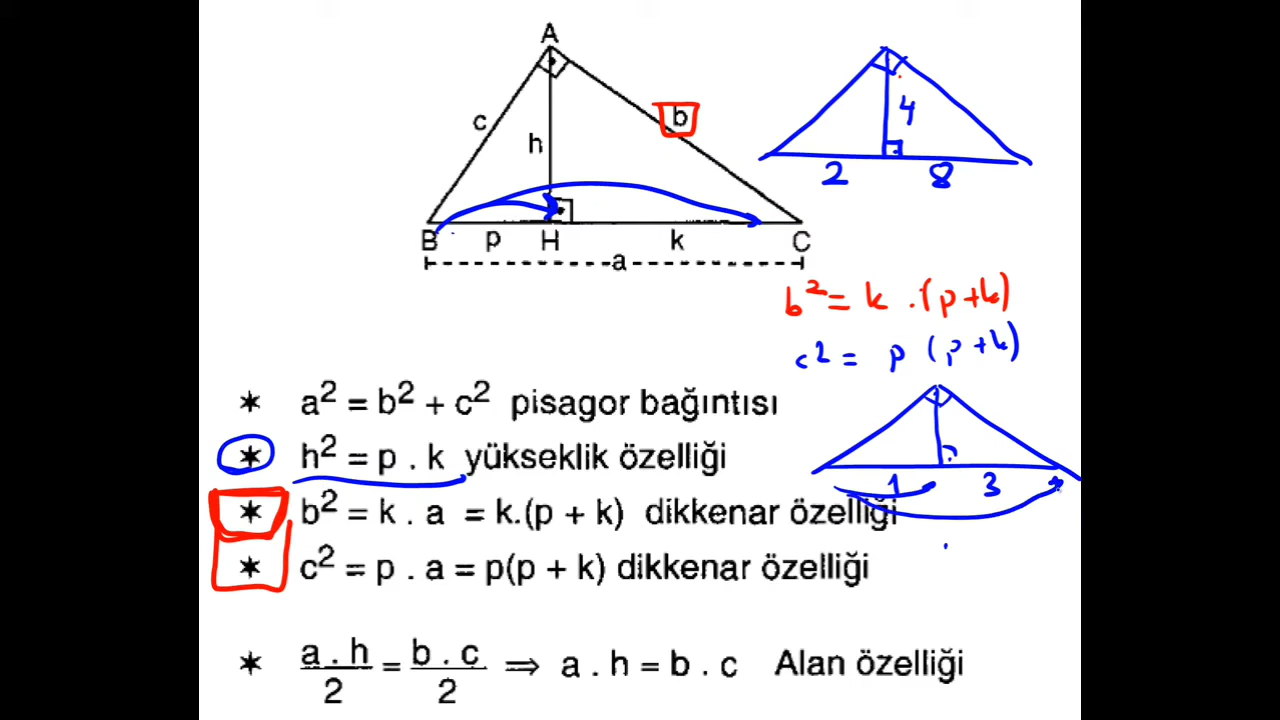 A
c
b
h
4
2 8
B p H k C
a
b² = k .(p+k)
c² = p (p+k)
* a² = b² + c² pisagor bağıntısı
* h² = p . k yükseklik özelliği
1 3
* b² = k . a = k.(p + k) dikkenar özelliği
* c² = p . a = p(p + k) dikkenar özelliği
* a . h / 2 = b . c / 2 ⇒ a . h = b . c Alan özelliği